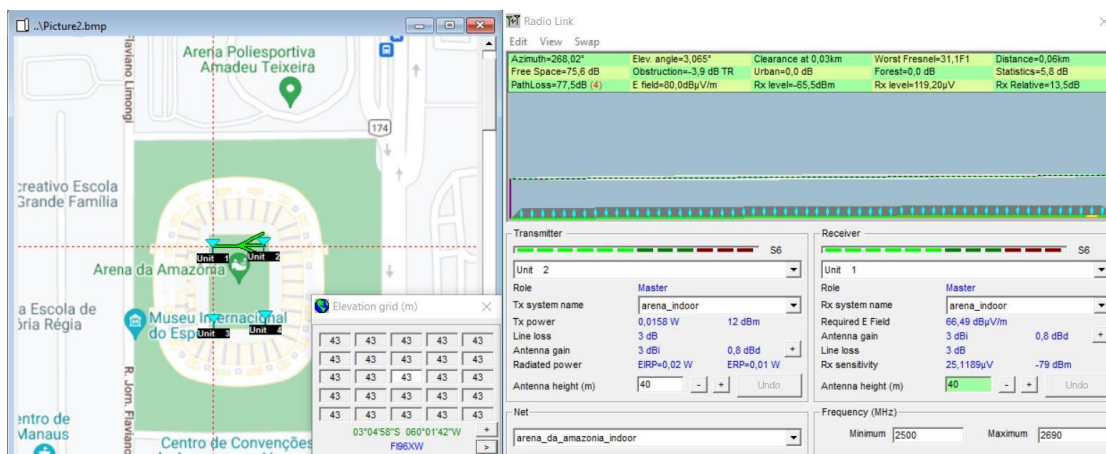 ..\Picture2.bmp
Arena Poliesportiva
Amadeu Teixeira
Flaviano Limongi
174
creativo Escola
Grande Família
Unit 1
Unit 2
Arena da Amazônia
a Escola de
ória Régia
Museu Internacional
do Esp
Unit 3
Unit 4
R. Jorn. Flaviano
entro de
Manaus
Centro de Convenções
Elevation grid (m)
43 43 43 43 43
43 43 43 43 43
43 43 43 43 43
43 43 43 43 43
43 43 43 43 43
03°04'58"S 060°01'42"W
+
FI96XW
>
Radio Link
Edit View Swap
Azimuth=268,02° Elev. angle=3,065° Clearance at 0,03km Worst Fresnel=31,1F1 Distance=0,06km
Free Space=75,6 dB Obstruction=-3,9 dB TR Urban=0,0 dB Forest=0,0 dB Statistics=5,8 dB
PathLoss=77,5dB (4) E field=80,0dBµV/m Rx level=-65,5dBm Rx level=119,20µV Rx Relative=13,5dB
Transmitter
S6
Unit 2
Role Master
Tx system name arena_indoor
Tx power 0,0158 W 12 dBm
Line loss 3 dB
Antenna gain 3 dBi 0,8 dBd +
Radiated power EIRP=0,02 W ERP=0,01 W
Antenna height (m) 40 - + Undo
Net
arena_da_amazonia_indoor
Receiver
S6
Unit 1
Role Master
Rx system name arena_indoor
Required E Field 66,49 dBµV/m
Antenna gain 3 dBi 0,8 dBd +
Line loss 3 dB
Rx sensitivity 25,1189µV -79 dBm
Antenna height (m) 40 - + Undo
Frequency (MHz)
Minimum 2500 Maximum 2690